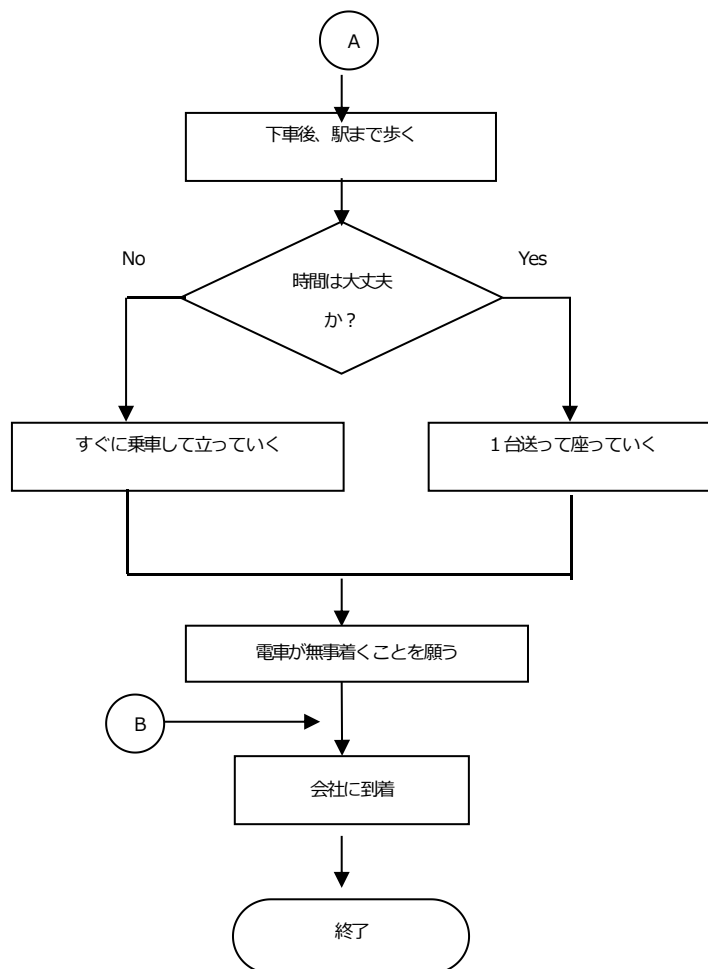 A
下車後、駅まで歩く
No
Yes
時間は大丈夫
か？
すぐに乗車して立っていく
１台送って座っていく
電車が無事着くことを願う
B
会社に到着
終了